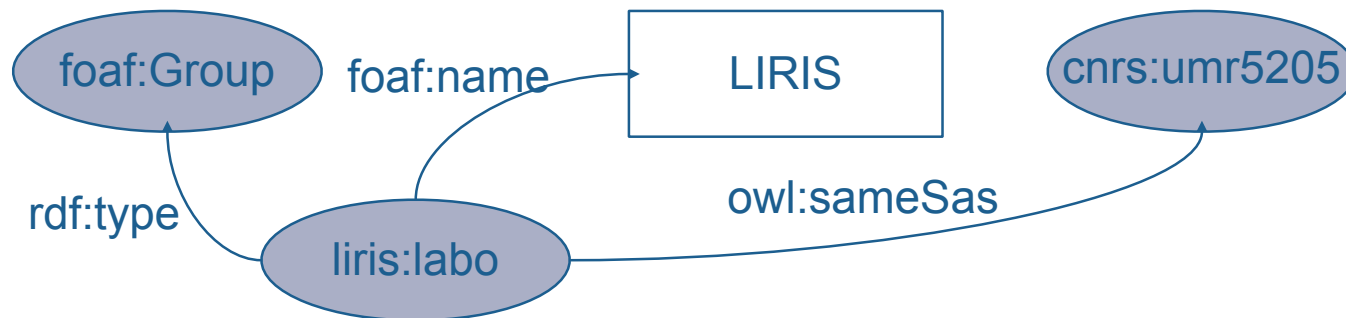 foaf:Group
foaf:name
LIRIS
cnrs:umr5205
rdf:type
owl:sameSas
liris:labo